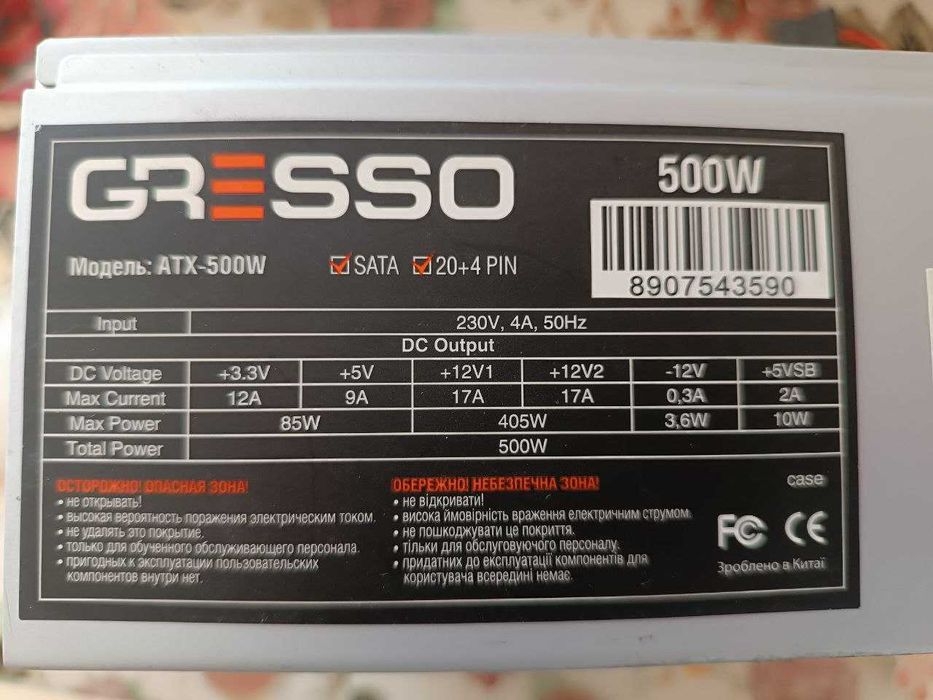 GRESSO
500W
Модель: ATX-500W SATA 20+4 PIN
8907543590
Input 230V, 4A, 50Hz
DC Output
DC Voltage +3.3V +5V +12V1 +12V2 -12V +5VSB
Max Current 12A 9A 17A 17A 0,3A 2A
Max Power 85W 405W 3,6W 10W
Total Power 500W
ОСТОРОЖНО! ОПАСНАЯ ЗОНА!
• не открывать!
• высокая вероятность поражения электрическим током.
• не удалять это покрытие.
• только для обученного обслуживающего персонала.
• пригодных к эксплуатации пользовательских
компонентов внутри нет.
ОБЕРЕЖНО! НЕБЕЗПЕЧНА ЗОНА!
• не відкривати!
• висока ймовірність враження електричним струмом.
• не пошкоджувати це покриття.
• тільки для обслуговуючого персоналу.
• придатних до експлуатації компонентів для
користувача всередині немає.
case
FC CE
Зроблено в Китаї